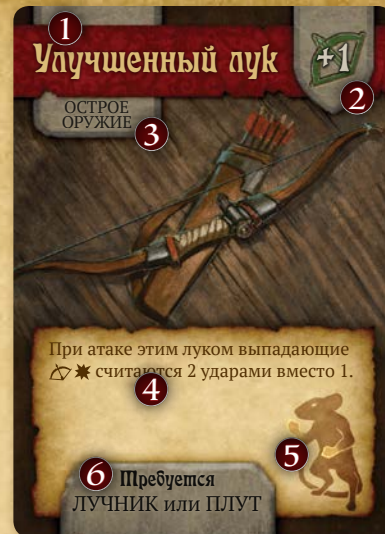 1
Улучшенный лук
+1
2
ОСТРОЕ
ОРУЖИЕ
3
При атаке этим луком выпадающие
считаются 2 ударами вместо 1.
4
5
6 Требуется
ЛУЧНИК или ПЛУТ